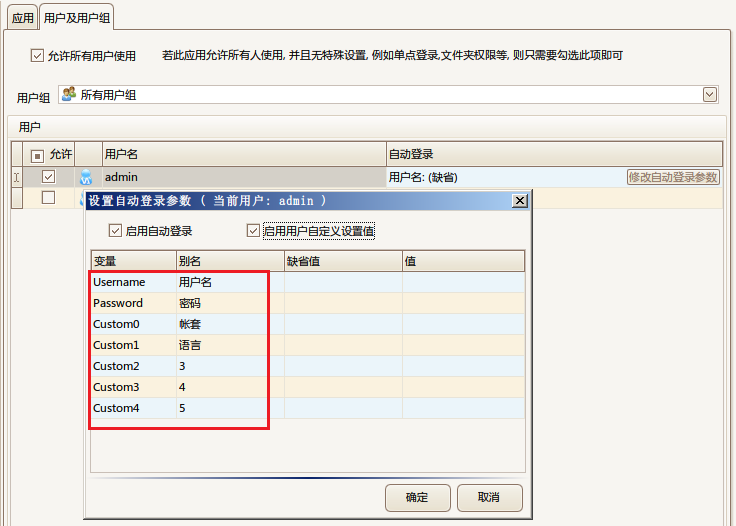 应用 用户及用户组
允许所有用户使用 若此应用允许所有人使用, 并且无特殊设置, 例如单点登录,文件夹权限等, 则只需要勾选此项即可
用户组 所有用户组
用户
允许 用户名 自动登录
admin 用户名: (缺省) 修改自动登录参数
设置自动登录参数 ( 当前用户: admin )
启用自动登录 启用用户自定义设置值
变量 别名 缺省值 值
Username 用户名
Password 密码
Custom0 帐套
Custom1 语言
Custom2 3
Custom3 4
Custom4 5
确定 取消